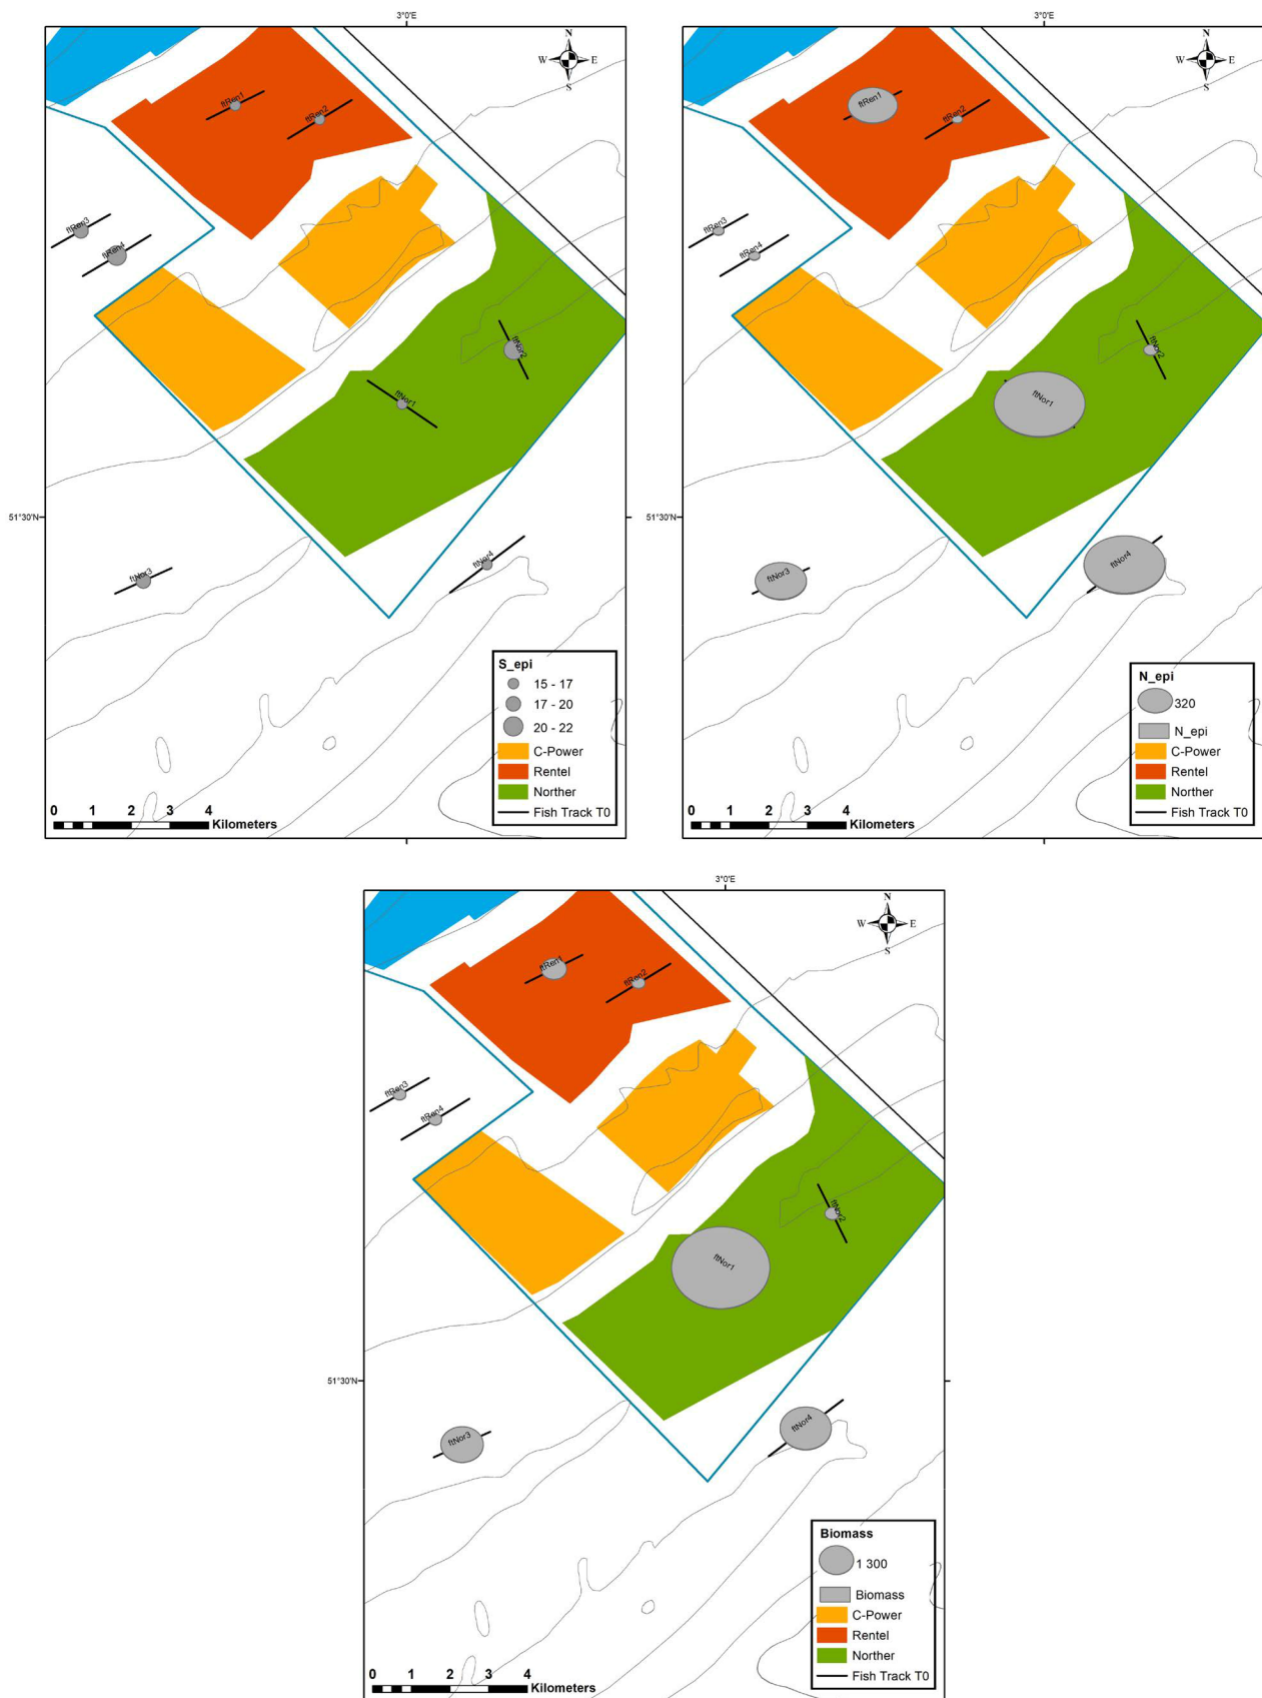 3°0'E
N
W E
S
ftRen1
ftRen2
ftRen3
ftRen4
ftNor2
ftNor1
51°30'N
ftNor3
ftNor4
S_epi
15 - 17
17 - 20
20 - 22
C-Power
Rentel
Norther
Fish Track T0
0 1 2 3 4
Kilometers
3°0'E
N
W E
S
ftRen1
ftRen2
ftRen3
ftRen4
ftNor2
ftNor1
51°30'N
ftNor3
ftNor4
N_epi
320
N_epi
C-Power
Rentel
Norther
Fish Track T0
0 1 2 3 4
Kilometers
3°0'E
N
W E
S
ftRen1
ftRen2
ftRen3
ftRen4
ftNor2
ftNor1
51°30'N
ftNor3
ftNor4
Biomass
1 300
Biomass
C-Power
Rentel
Norther
Fish Track T0
0 1 2 3 4
Kilometers